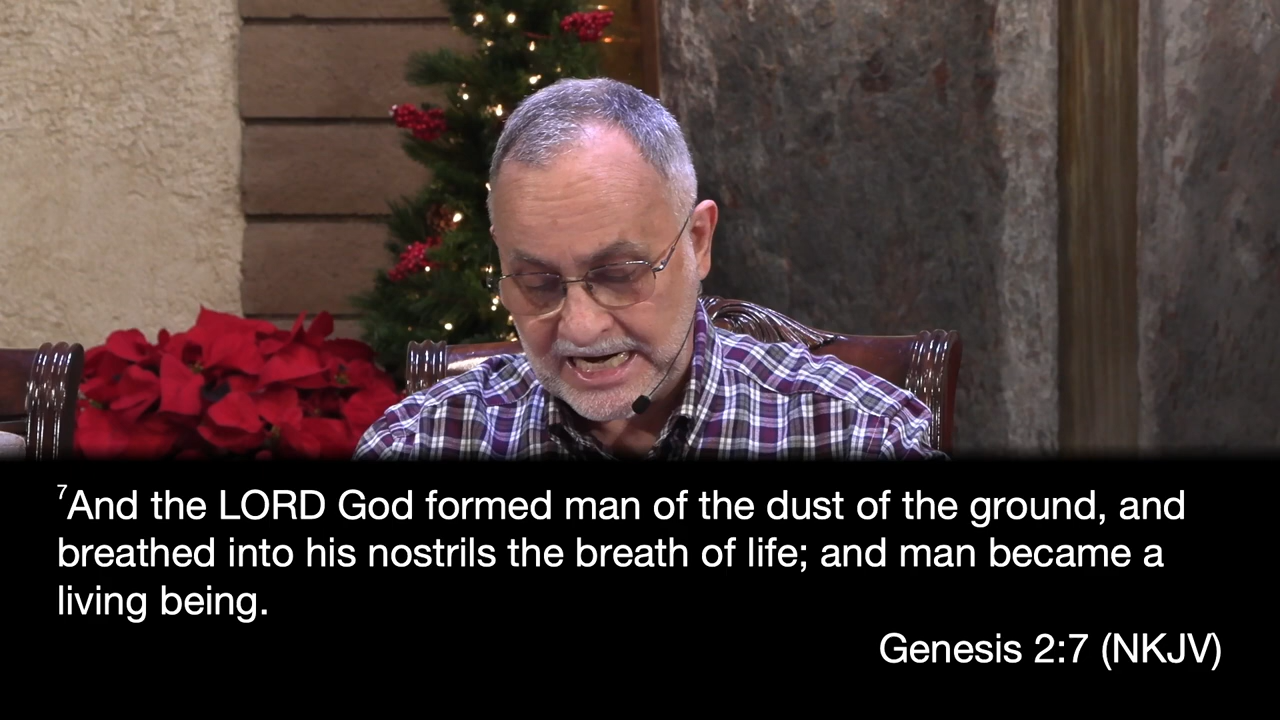 ⁷And the LORD God formed man of the dust of the ground, and
breathed into his nostrils the breath of life; and man became a
living being.
Genesis 2:7 (NKJV)